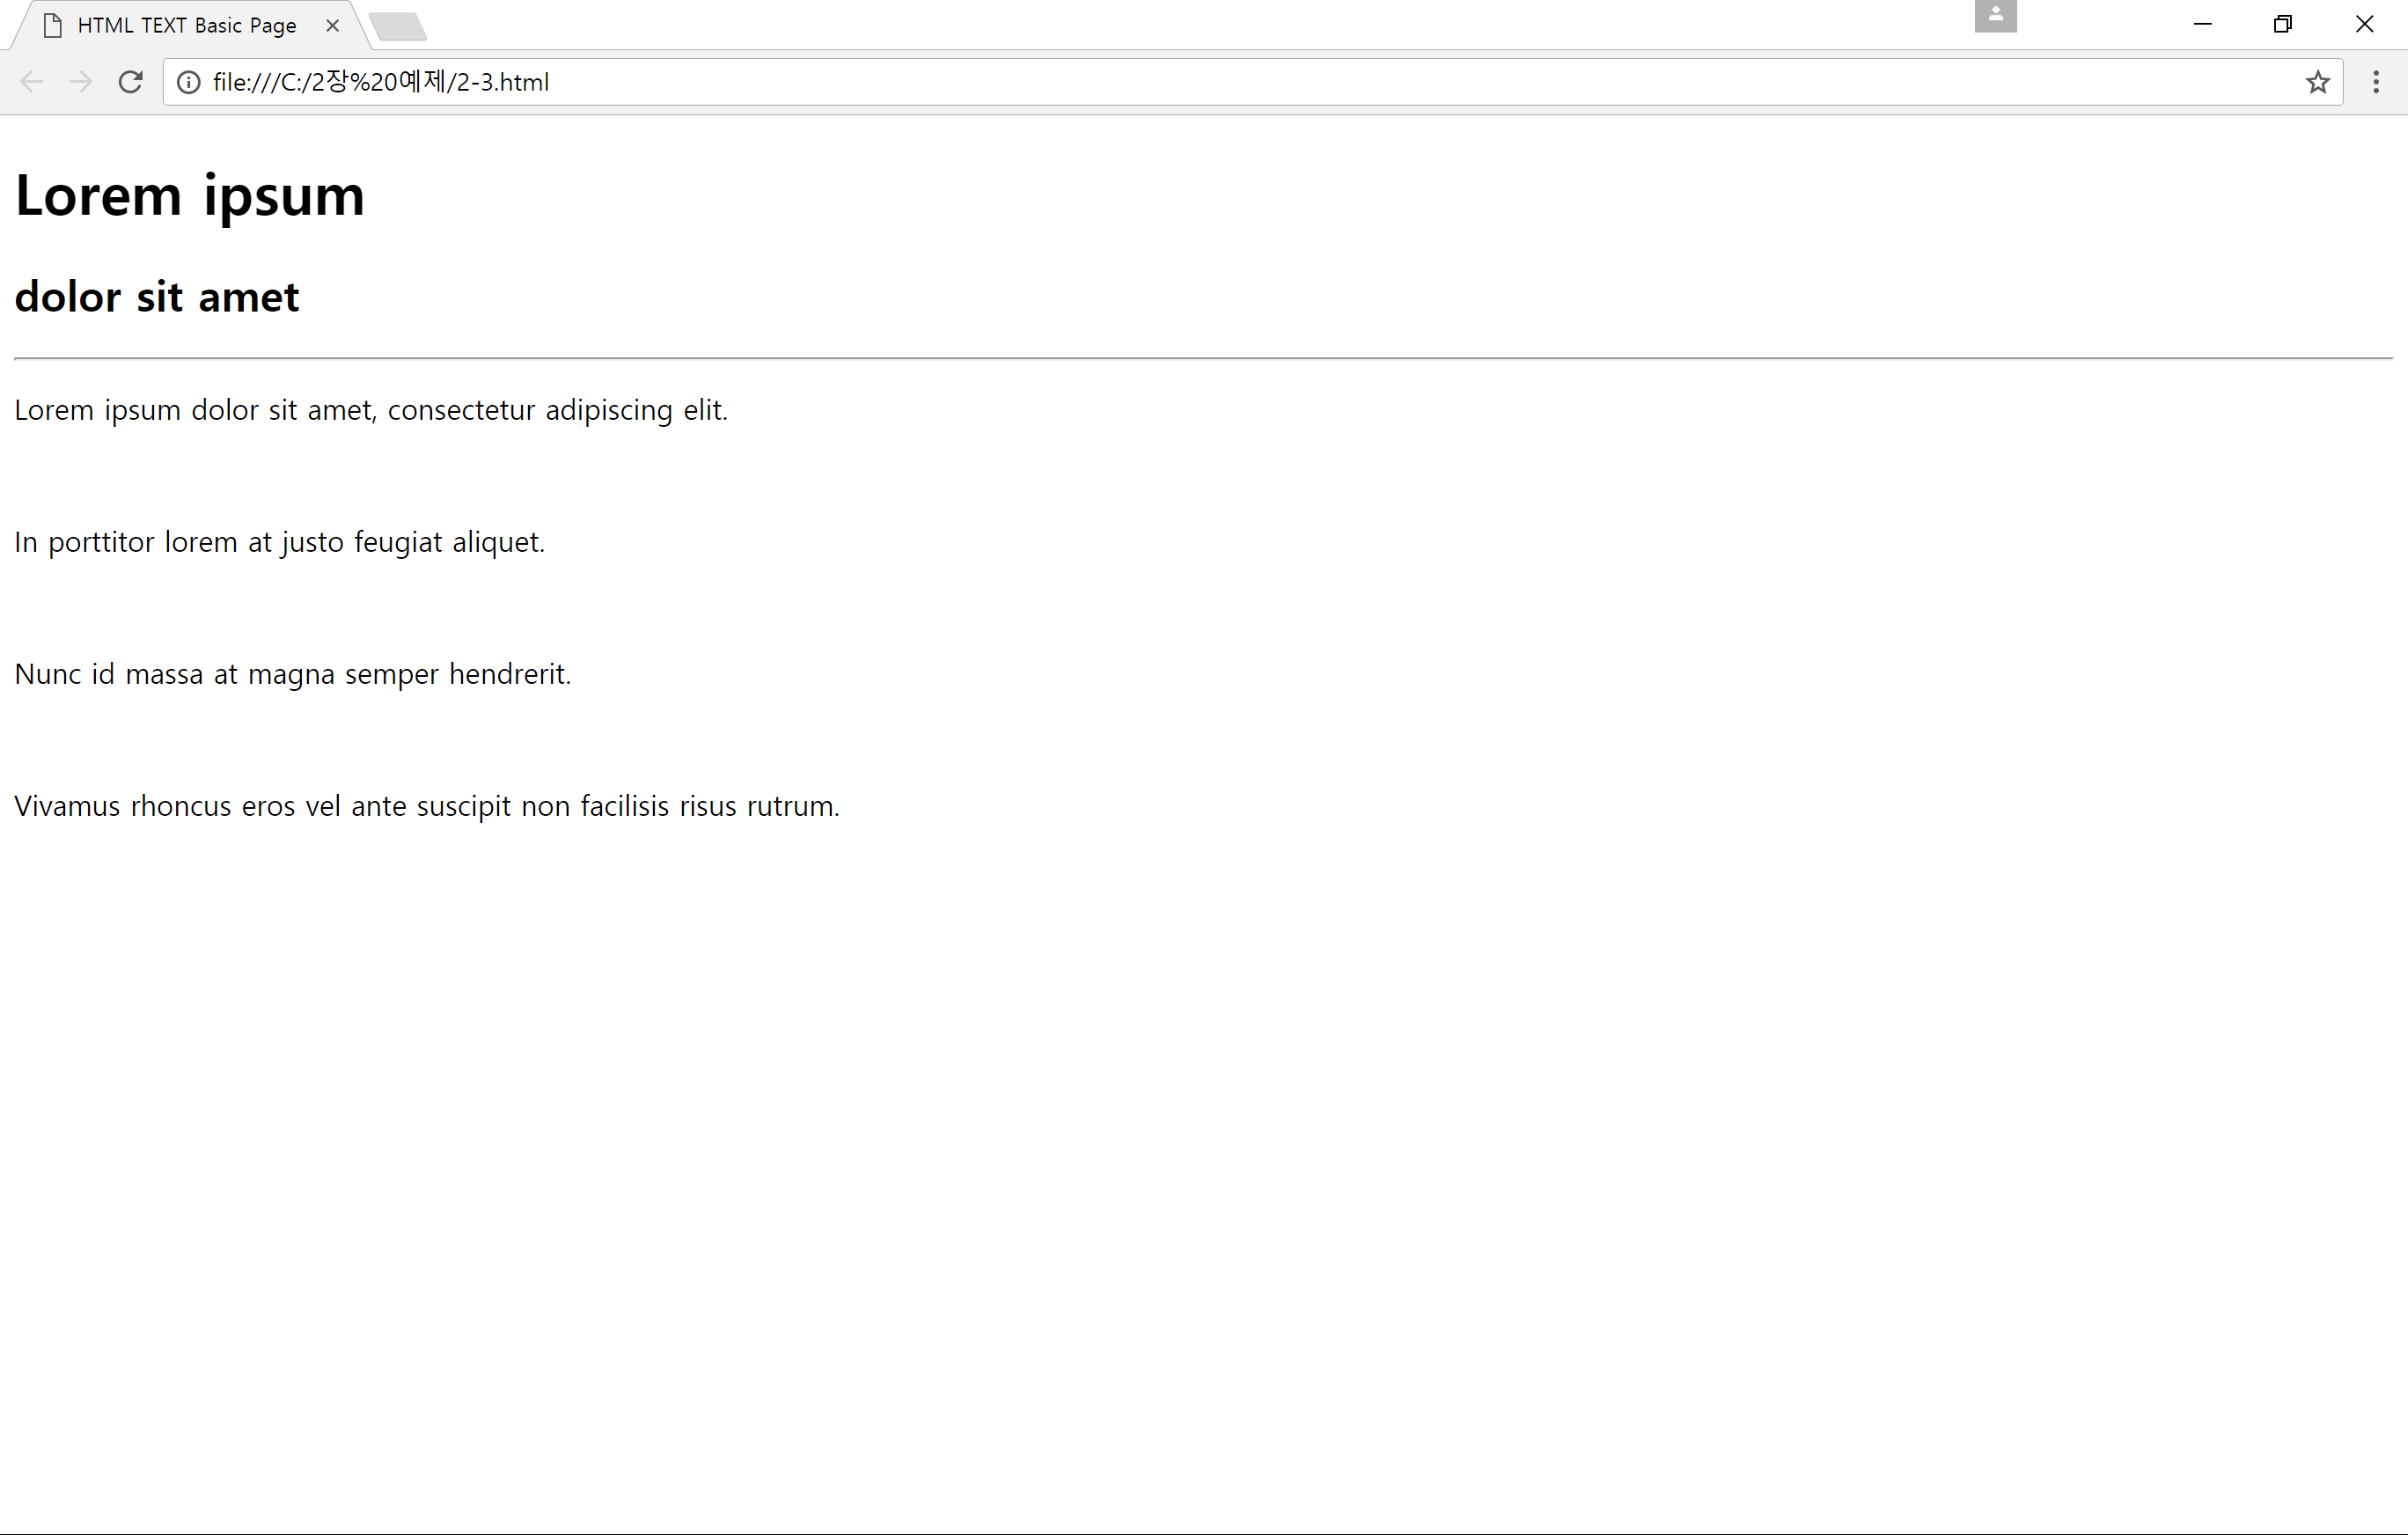 HTML TEXT Basic Page
file:///C:/2장%20예제/2-3.html
Lorem ipsum
dolor sit amet
Lorem ipsum dolor sit amet, consectetur adipiscing elit.
In porttitor lorem at justo feugiat aliquet.
Nunc id massa at magna semper hendrerit.
Vivamus rhoncus eros vel ante suscipit non facilisis risus rutrum.